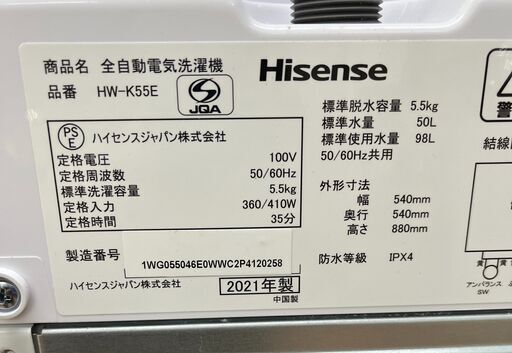 商品名 全自動電気洗濯機
Hisense
品番 HW-K55E
JQA
PS
E
ハイセンスジャパン株式会社
定格電圧 100V
定格周波数 50/60Hz
標準洗濯容量 5.5kg
定格入力 360/410W
定格時間 35分
製造番号 1WG055046E0WWC2P4120258
ハイセンスジャパン株式会社
2021年製
中国製
標準脱水容量 5.5kg
標準水量 50L
標準使用水量 98L
50/60Hz共用
外形寸法
幅 540mm
奥行 540mm
高さ 880mm
防水等級 IPX4
警
結線
黄 黄
アンバランス
SW